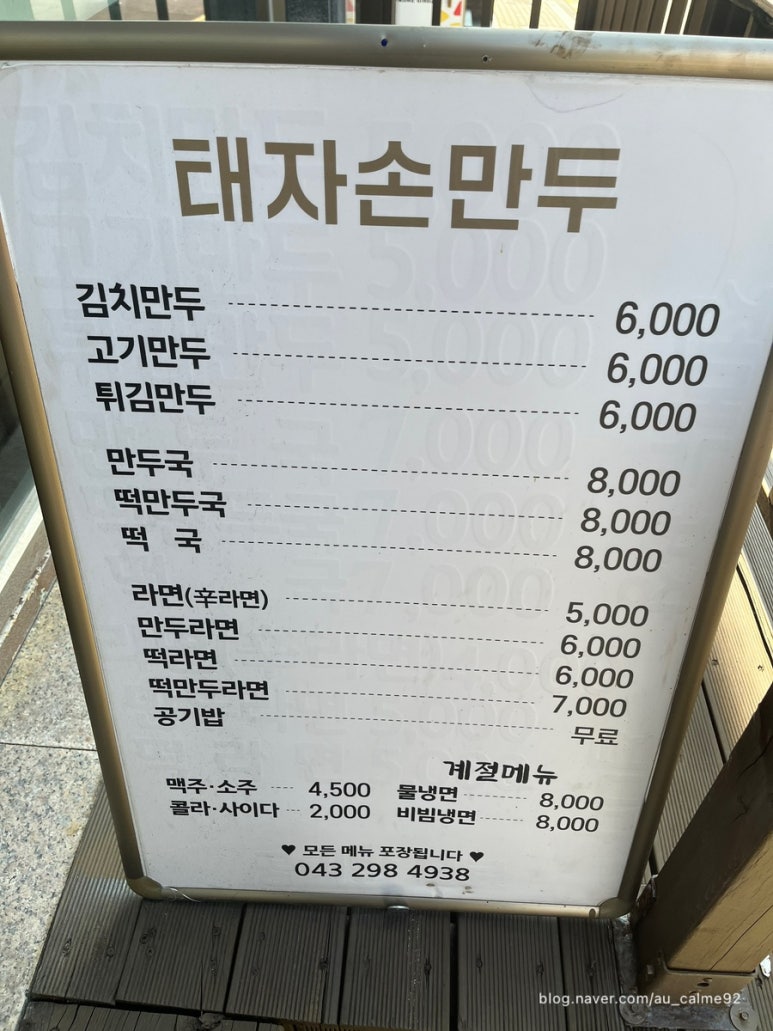 태자손만두
김치만두 6,000
고기만두 6,000
튀김만두 6,000
만두국 8,000
떡만두국 8,000
떡 국 8,000
라면(辛라면) 5,000
만두라면 6,000
떡라면 6,000
떡만두라면 7,000
공기밥 무료
계절메뉴
맥주·소주 4,500 물냉면 8,000
콜라·사이다 2,000 비빔냉면 8,000
♥ 모든 메뉴 포장됩니다 ♥
043 298 4938
blog.naver.com/au_calme92